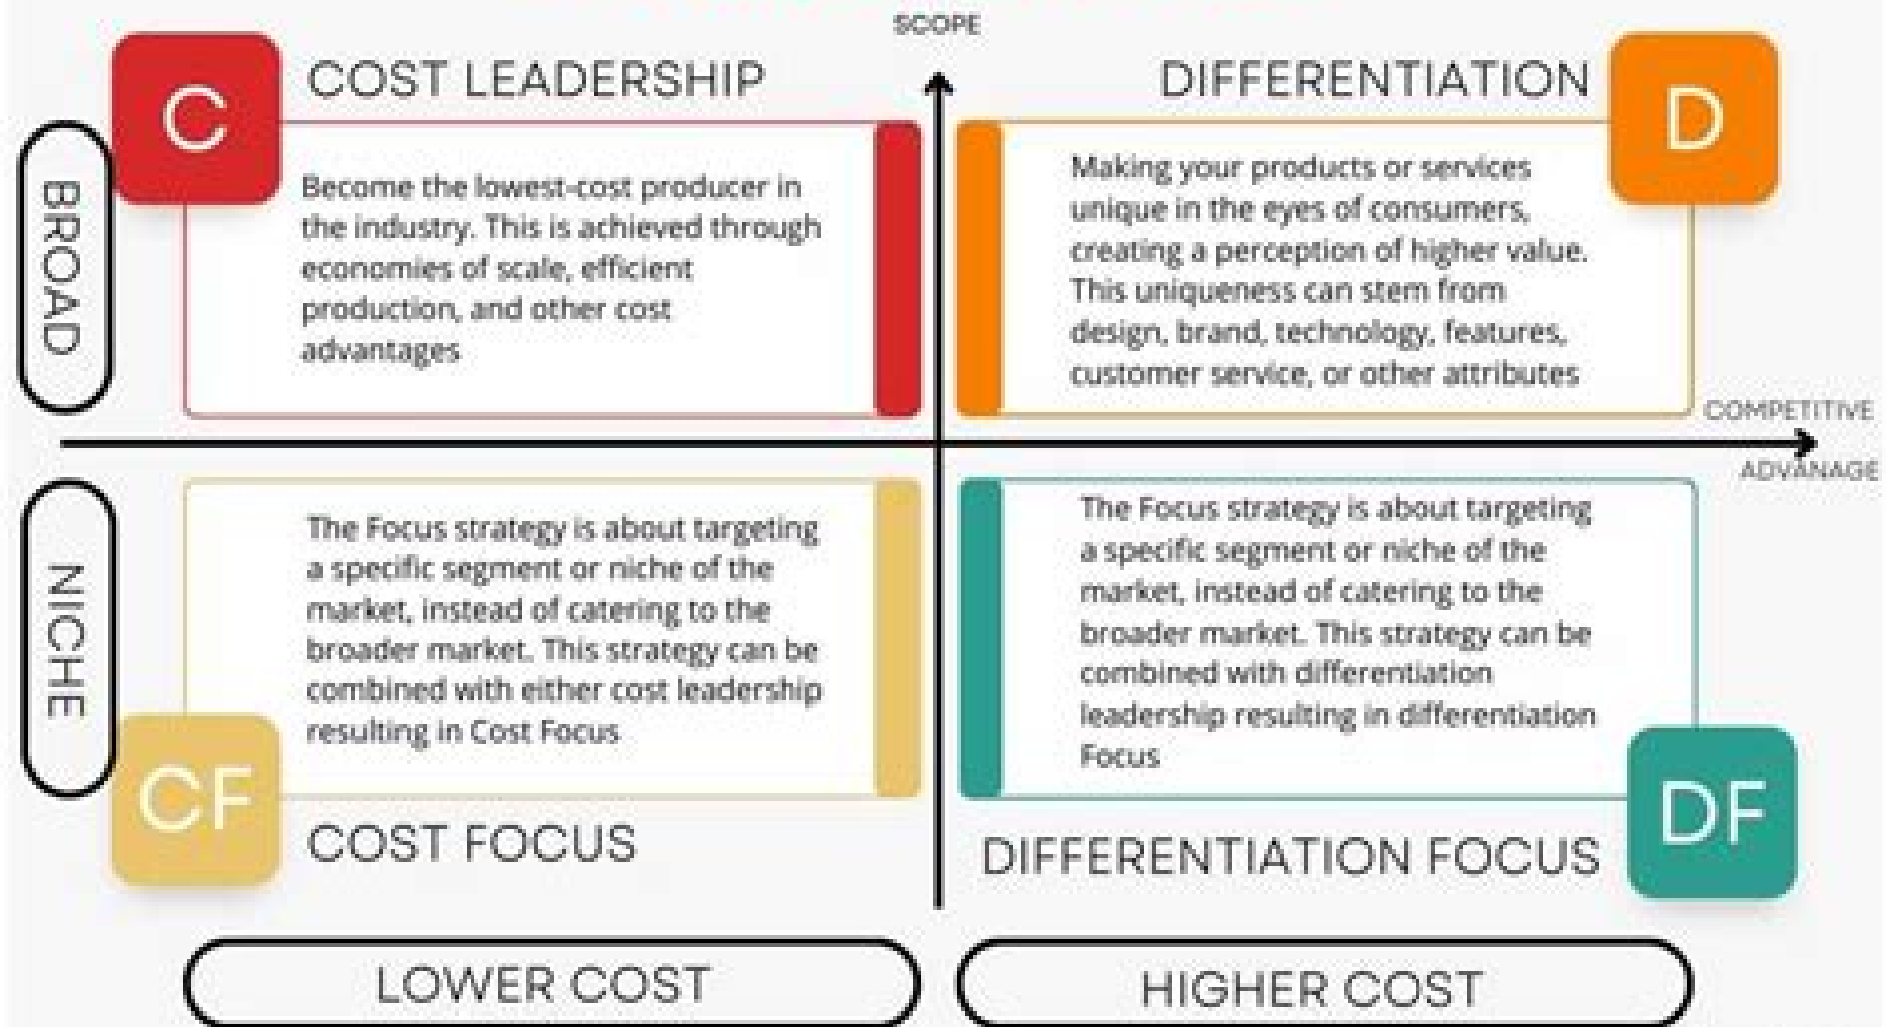 SCOPE
C
COST LEADERSHIP
DIFFERENTIATION
D
BROAD
Become the lowest-cost producer in
the industry. This is achieved through
economies of scale, efficient
production, and other cost
advantages
Making your products or services
unique in the eyes of consumers,
creating a perception of higher value.
This uniqueness can stem from
design, brand, technology, features,
customer service, or other attributes
COMPETITIVE
ADVANAGE
NICHE
The Focus strategy is about targeting
a specific segment or niche of the
market, instead of catering to the
broader market. This strategy can be
combined with either cost leadership
resulting in Cost Focus
The Focus strategy is about targeting
a specific segment or niche of the
market, instead of catering to the
broader market. This strategy can be
combined with differentiation
leadership resulting in differentiation
Focus
CF
COST FOCUS
DIFFERENTIATION FOCUS
DF
LOWER COST
HIGHER COST